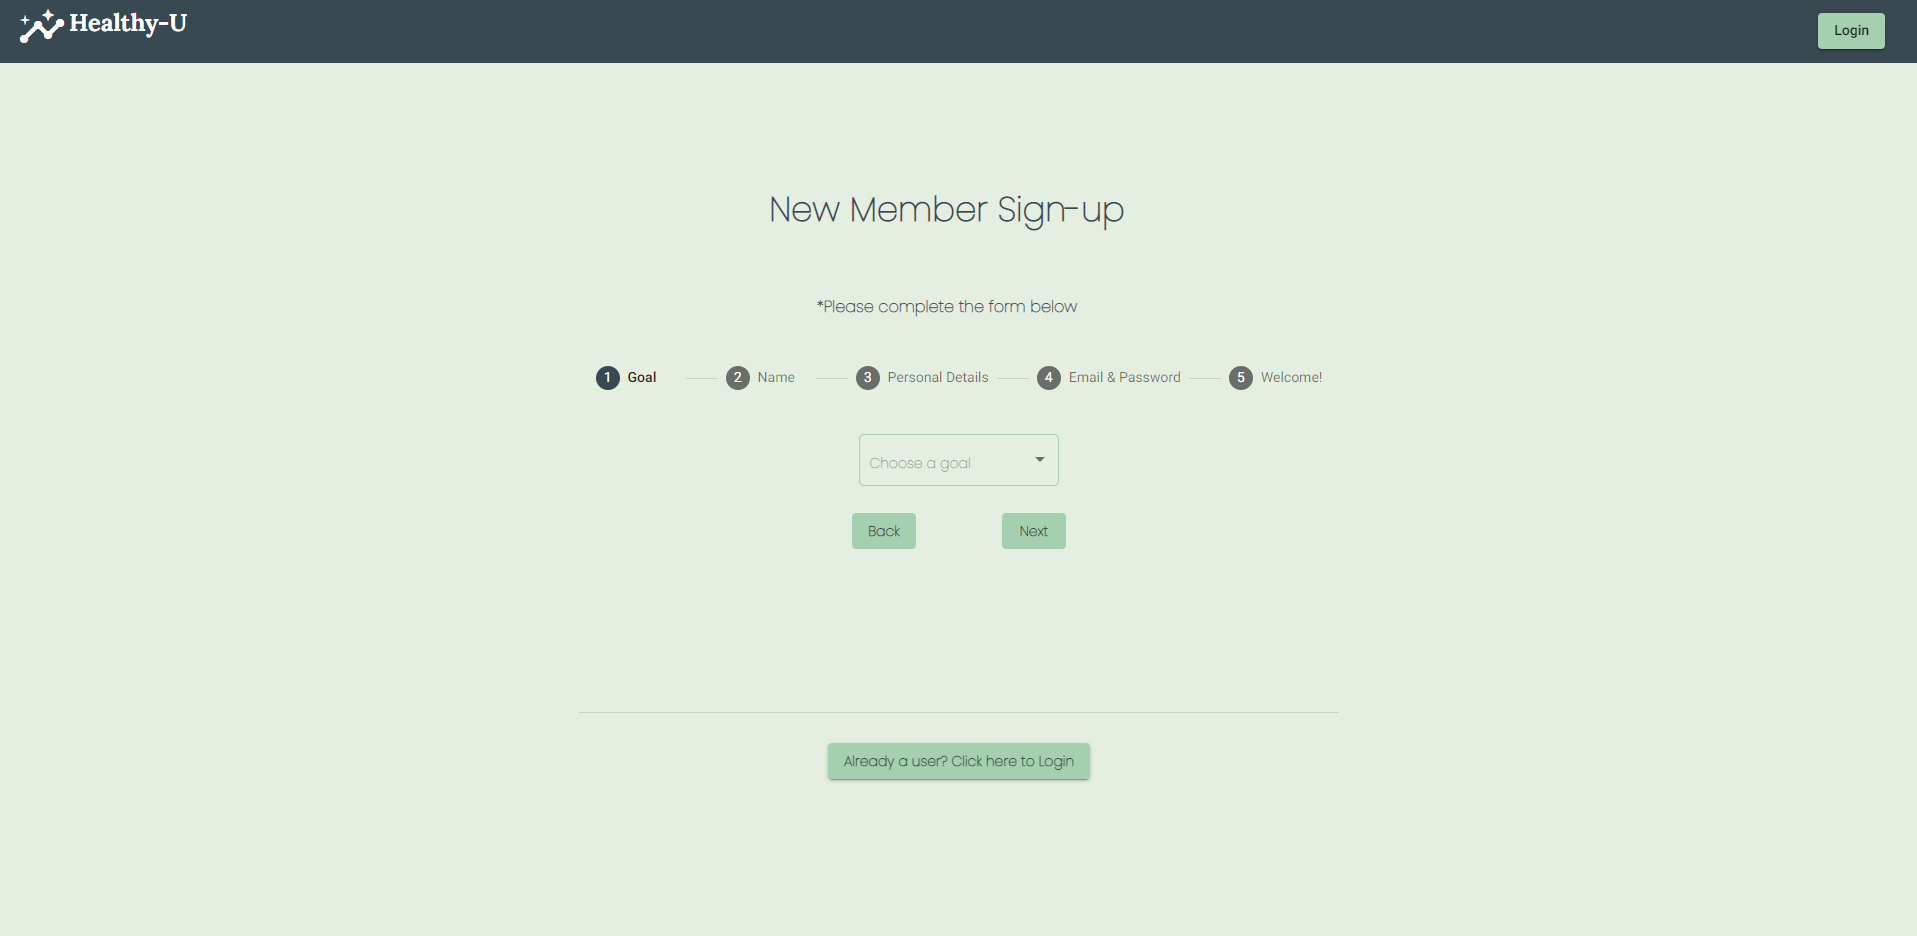 Healthy-U
Login
New Member Sign-up
*Please complete the form below
1 Goal 2 Name 3 Personal Details 4 Email & Password 5 Welcome!
Choose a goal
Back Next
Already a user? Click here to Login